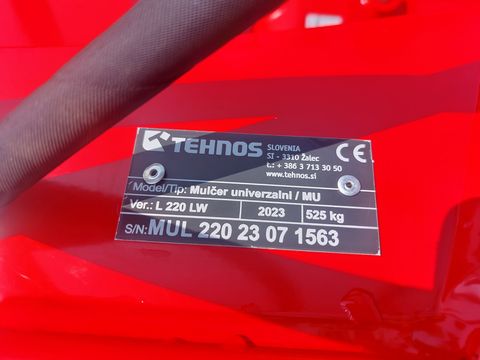 TEHNOS SLOVENIA
SI - 3310 Žalec
t.: + 386 3 713 30 50
www.tehnos.si
CE
Model/Tip: Mulčer univerzalni / MU
Ver.: L 220 LW 2023 525 kg
S/N: MUL 220 23 07 1563